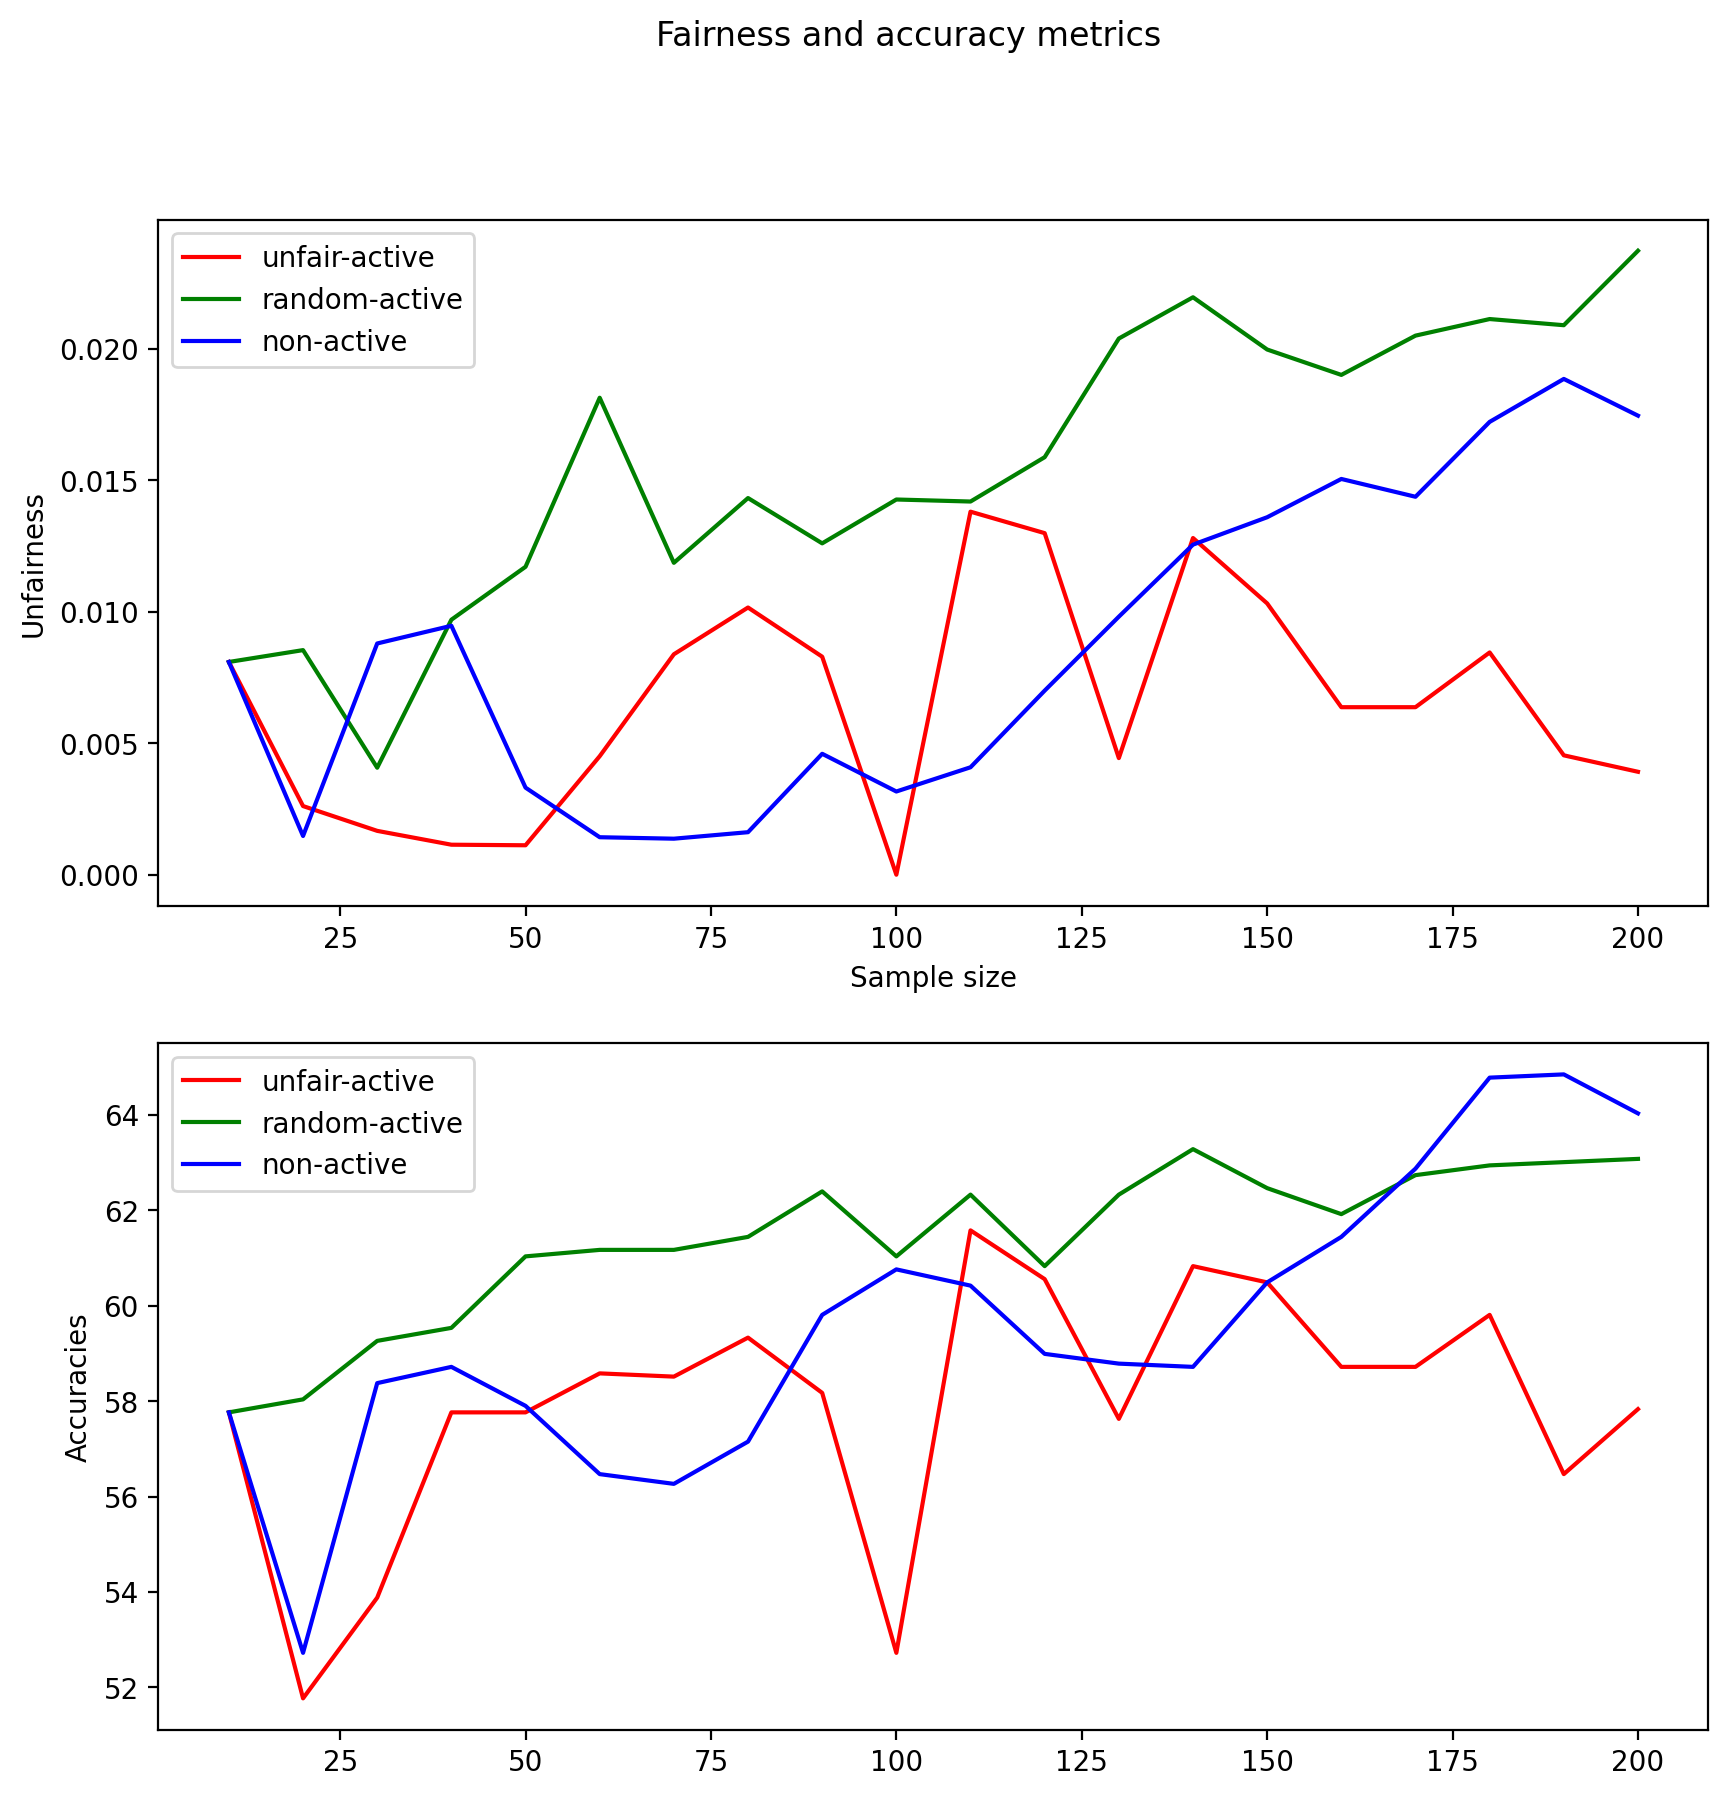 Fairness and accuracy metrics
unfair-active
random-active
non-active
0.020
0.015
0.010
0.005
0.000
Unfairness
25 50 75 100 125 150 175 200
Sample size
unfair-active
random-active
non-active
64
62
60
58
56
54
52
Accuracies
25 50 75 100 125 150 175 200